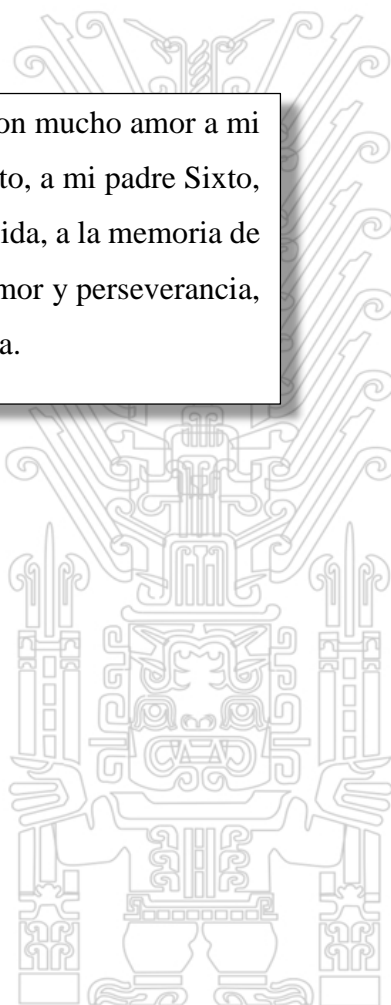 on mucho amor a mi
to, a mi padre Sixto,
ida, a la memoria de
mor y perseverancia,
a.